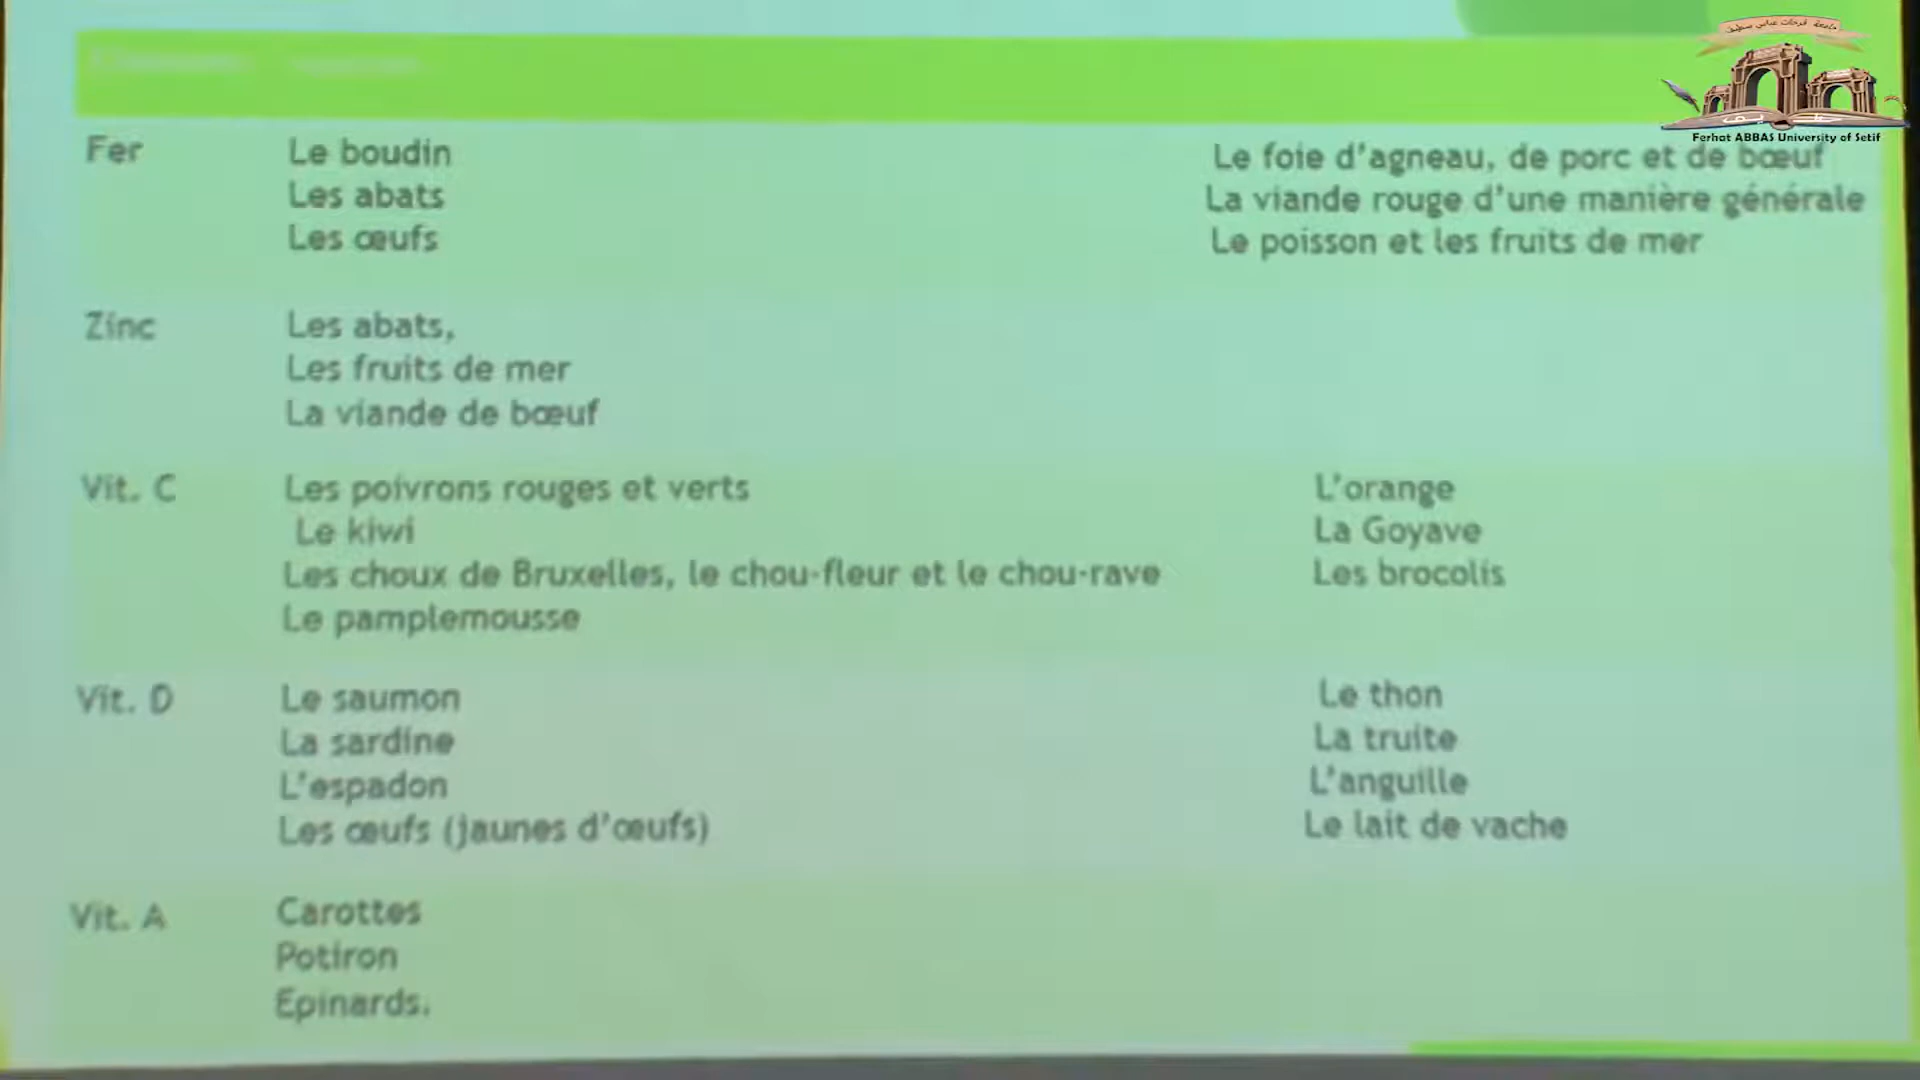 جامعة فرحات عباس سطيف
Ferhat ABBAS University of Setif
Fer
Le boudin
Les abats
Les œufs
Le foie d'agneau, de porc et de bœuf
La viande rouge d'une manière générale
Le poisson et les fruits de mer
Zinc
Les abats,
Les fruits de mer
La viande de bœuf
Vit. C
Les poivrons rouges et verts
Le kiwi
Les choux de Bruxelles, le chou-fleur et le chou-rave
Le pamplemousse
L'orange
La Goyave
Les brocolis
Vit. D
Le saumon
La sardine
L'espadon
Les œufs (jaunes d'œufs)
Le thon
La truite
L'anguille
Le lait de vache
Vit. A
Carottes
Potiron
Epinards.